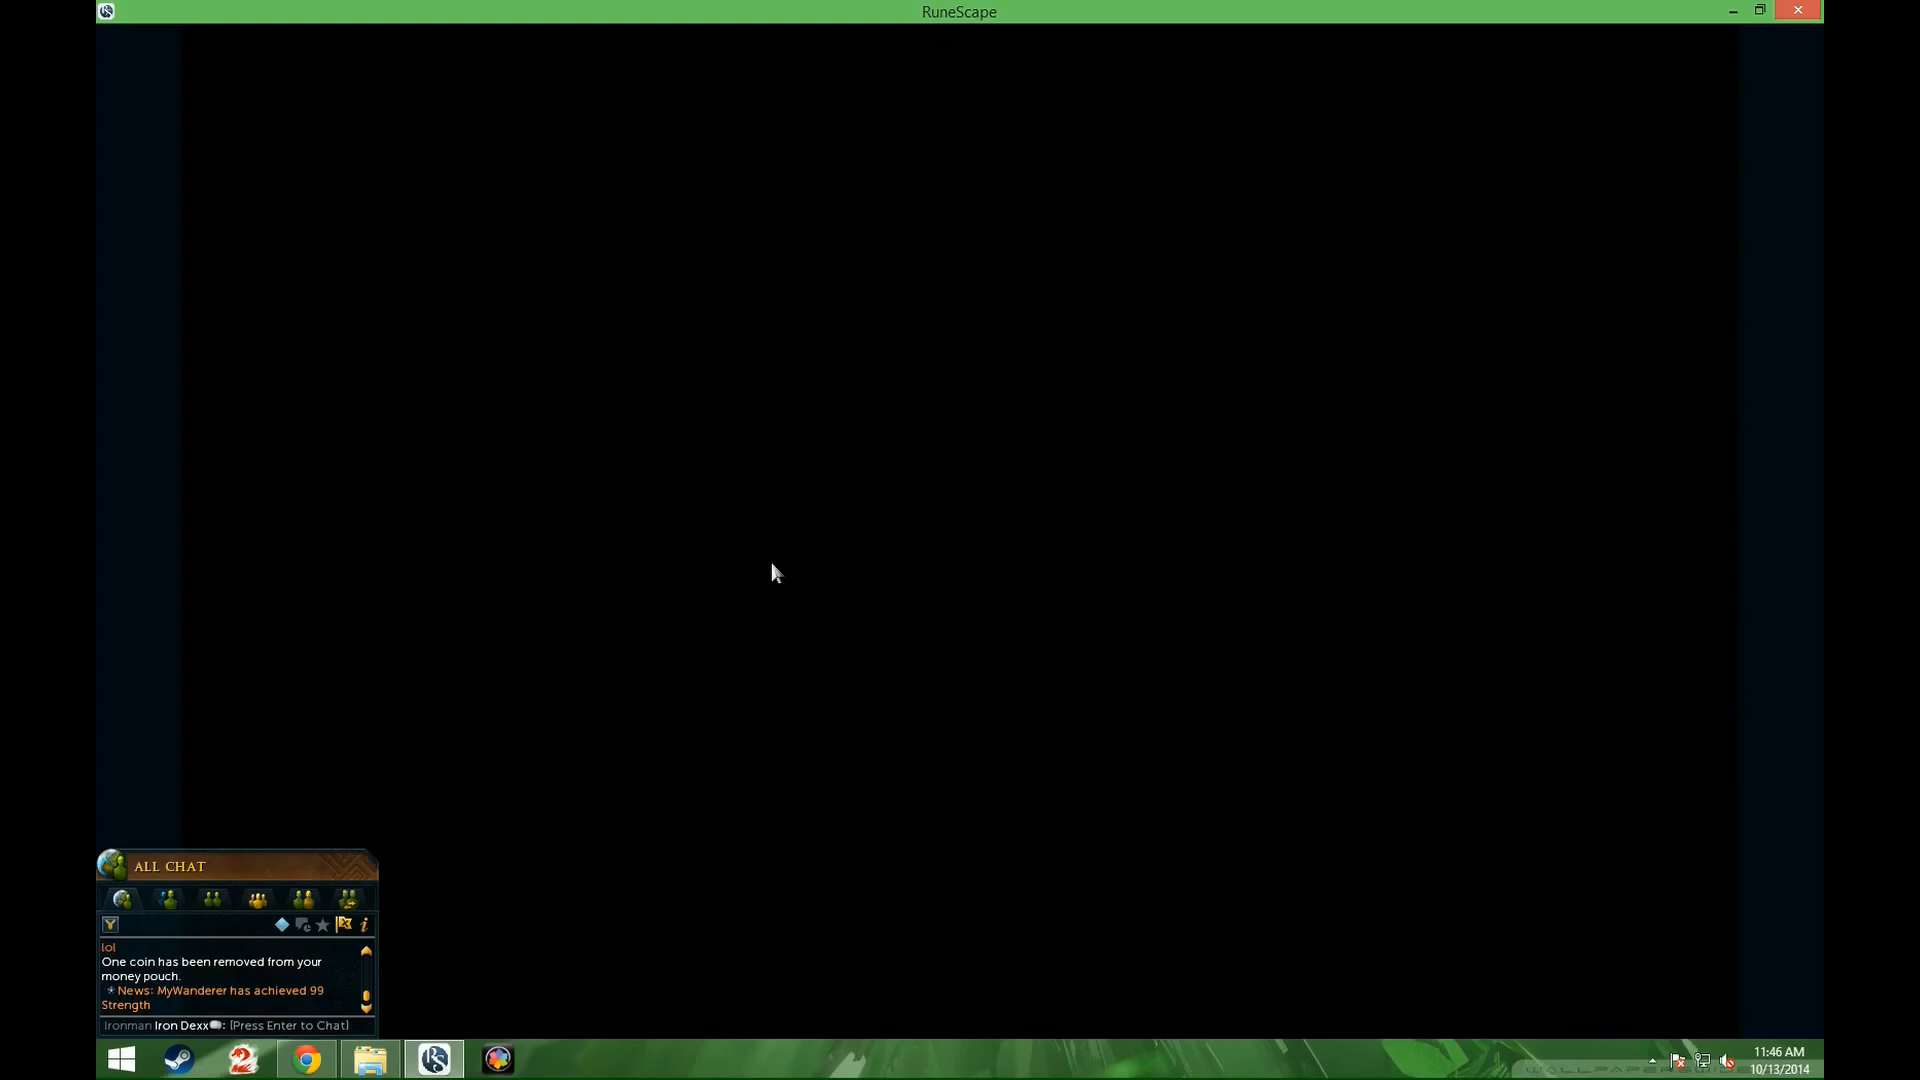 RuneScape
ALL CHAT
lol
One coin has been removed from your
money pouch.
* News: MyWanderer has achieved 99
Strength
Ironman Iron Dexx: [Press Enter to Chat]
11:46 AM
10/13/2014